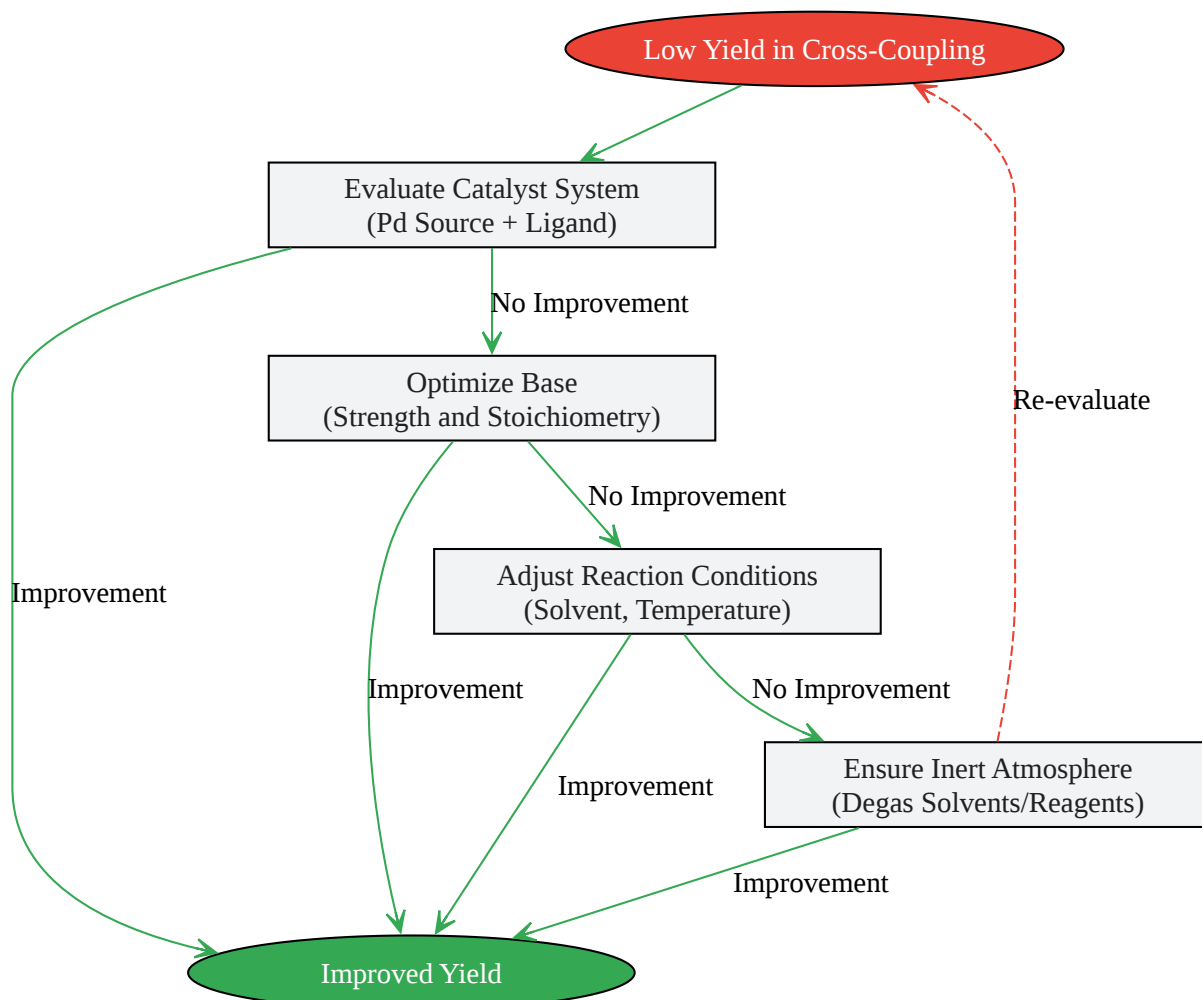 Low Yield in Cross-Coupling
Evaluate Catalyst System
(Pd Source + Ligand)
No Improvement
Optimize Base
(Strength and Stoichiometry)
Re-evaluate
No Improvement
Adjust Reaction Conditions
(Solvent, Temperature)
Improvement
Improvement
No Improvement
Ensure Inert Atmosphere
(Degas Solvents/Reagents)
Improvement
Improvement
Improved Yield